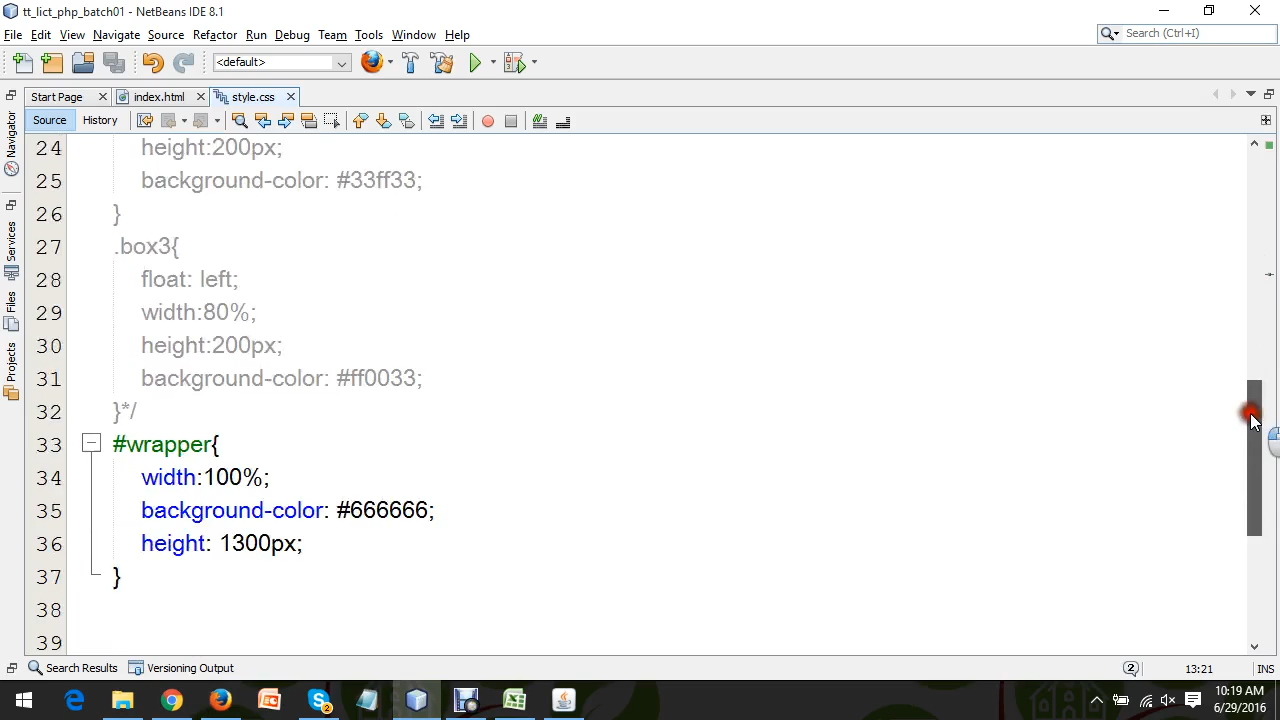 tt_lict_php_batch01 - NetBeans IDE 8.1
File Edit View Navigate Source Refactor Run Debug Team Tools Window Help
Search (Ctrl+I)
<default>
Start Page index.html style.css
Source History
Navigator
Services
Files
Projects
24 height:200px;
25 background-color: #33ff33;
26 }
27 .box3{
28 float: left;
29 width:80%;
30 height:200px;
31 background-color: #ff0033;
32 }*/
33 #wrapper{
34 width:100%;
35 background-color: #666666;
36 height: 1300px;
37 }
38
39
Search Results Versioning Output 2 13:21 INS
2
10:19 AM
6/29/2016